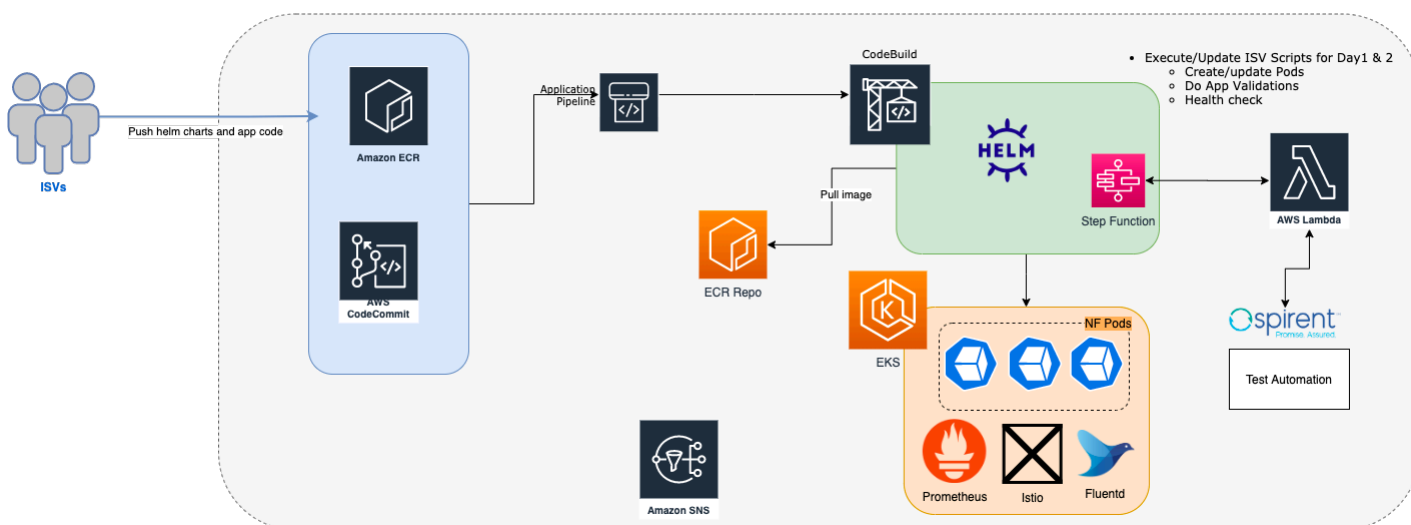 CodeBuild
Execute/Update ISV Scripts for Day1 & 2
Create/update Pods
Do App Validations
Health check
Application
Pipeline
Push helm charts and app code
Amazon ECR
HELM
ISVs
Pull image
Step Function
AWS Lambda
ECR Repo
AWS
CodeCommit
spirent™
Promise. Assured.
NF Pods
EKS
K
Test Automation
Prometheus
Istio
Fluentd
Amazon SNS